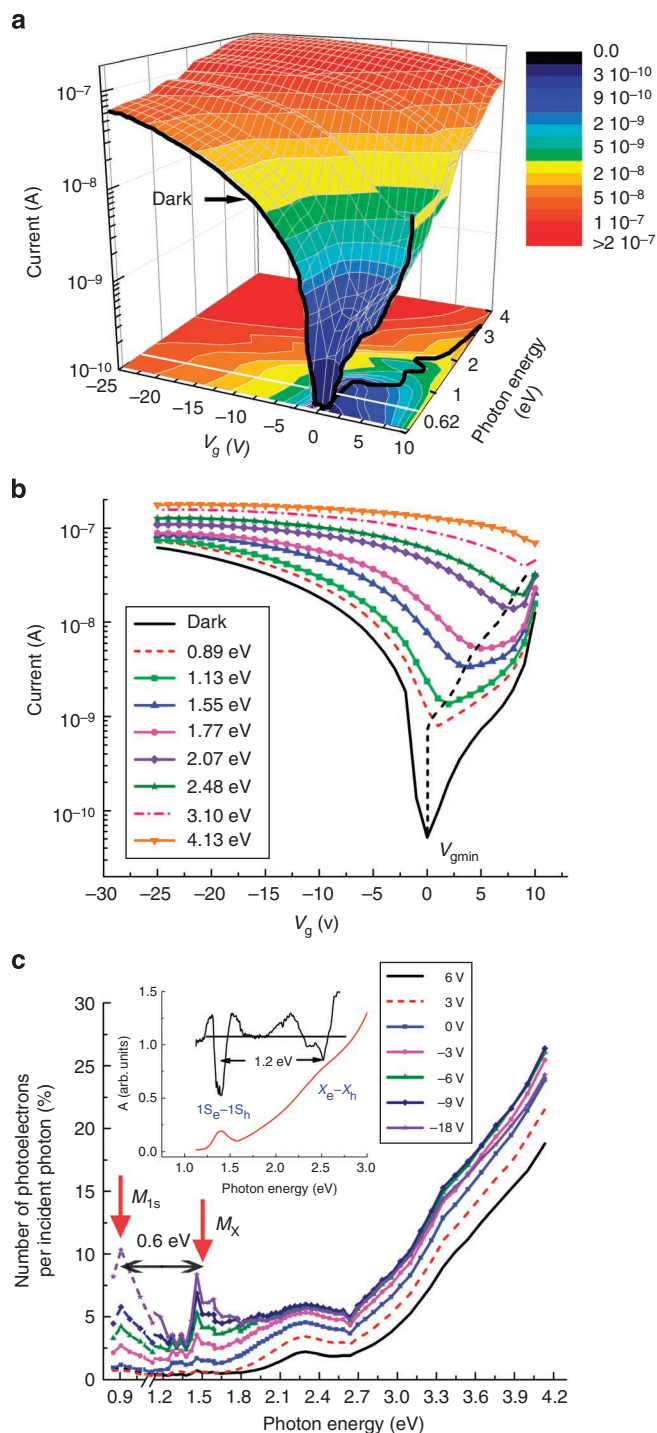 a
10⁻⁷
10⁻⁸
10⁻⁹
10⁻¹⁰
Current (A)
Dark
−25
−20
−15
−10
−5
0
5
10
Vg (V)
0.62
1
2
3
4
Photon energy
(eV)
0.0
3 10⁻¹⁰
9 10⁻¹⁰
2 10⁻⁹
5 10⁻⁹
2 10⁻⁸
5 10⁻⁸
1 10⁻⁷
>2 10⁻⁷
b
10⁻⁷
10⁻⁸
10⁻⁹
10⁻¹⁰
Current (A)
Dark
0.89 eV
1.13 eV
1.55 eV
1.77 eV
2.07 eV
2.48 eV
3.10 eV
4.13 eV
Vgmin
−30 −25 −20 −15 −10 −5 0 5 10
Vg (v)
c
Number of photoelectrons
per incident photon (%)
30
25
20
15
10
5
0
A (arb. units)
1.5
1.0
0.5
0.0
1.2 eV
1Se−1Sh
Xe−Xh
1.0 1.5 2.0 2.5 3.0
Photon energy (eV)
6 V
3 V
0 V
−3 V
−6 V
−9 V
−18 V
M1s
MX
0.6 eV
0.9 1.2 1.5 1.8 2.1 2.4 2.7 3.0 3.3 3.6 3.9 4.2
Photon energy (eV)